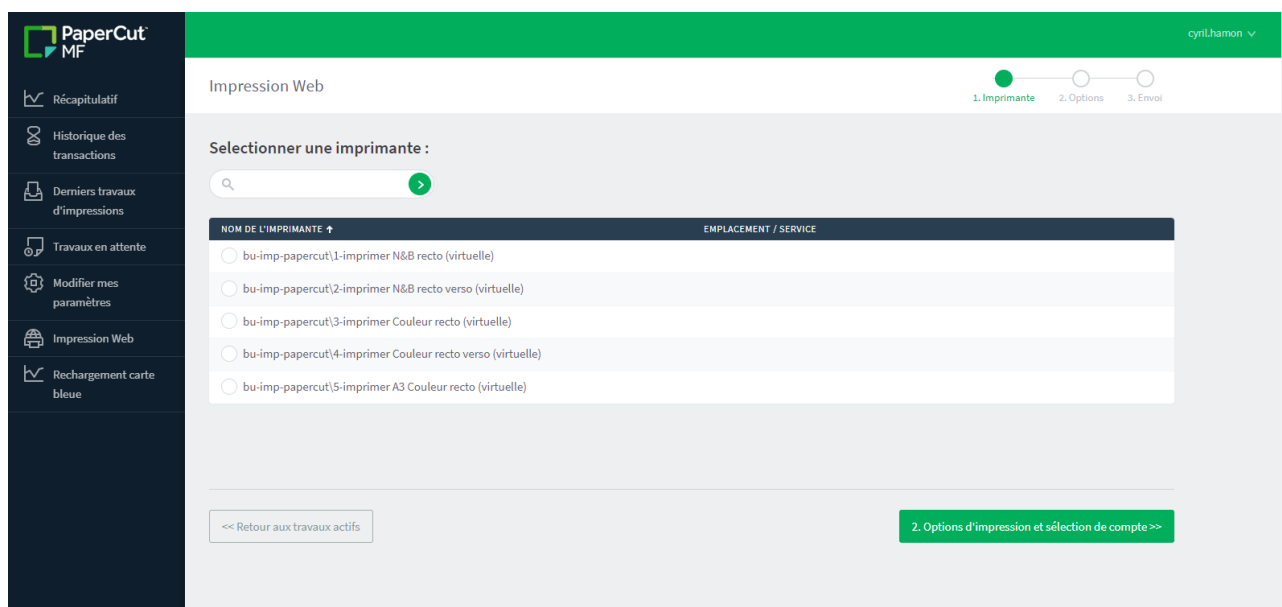 PaperCut
MF
cyril.hamon
Récapitulatif
Historique des
transactions
Derniers travaux
d'impressions
Travaux en attente
Modifier mes
paramètres
Impression Web
Rechargement carte
bleue
Impression Web
1. Imprimante
2. Options
3. Envoi
Selectionner une imprimante :
NOM DE L'IMPRIMANTE
EMPLACEMENT / SERVICE
bu-imp-papercut\1-imprimer N&B recto (virtuelle)
bu-imp-papercut\2-imprimer N&B recto verso (virtuelle)
bu-imp-papercut\3-imprimer Couleur recto (virtuelle)
bu-imp-papercut\4-imprimer Couleur recto verso (virtuelle)
bu-imp-papercut\5-imprimer A3 Couleur recto (virtuelle)
<< Retour aux travaux actifs
2. Options d'impression et sélection de compte >>